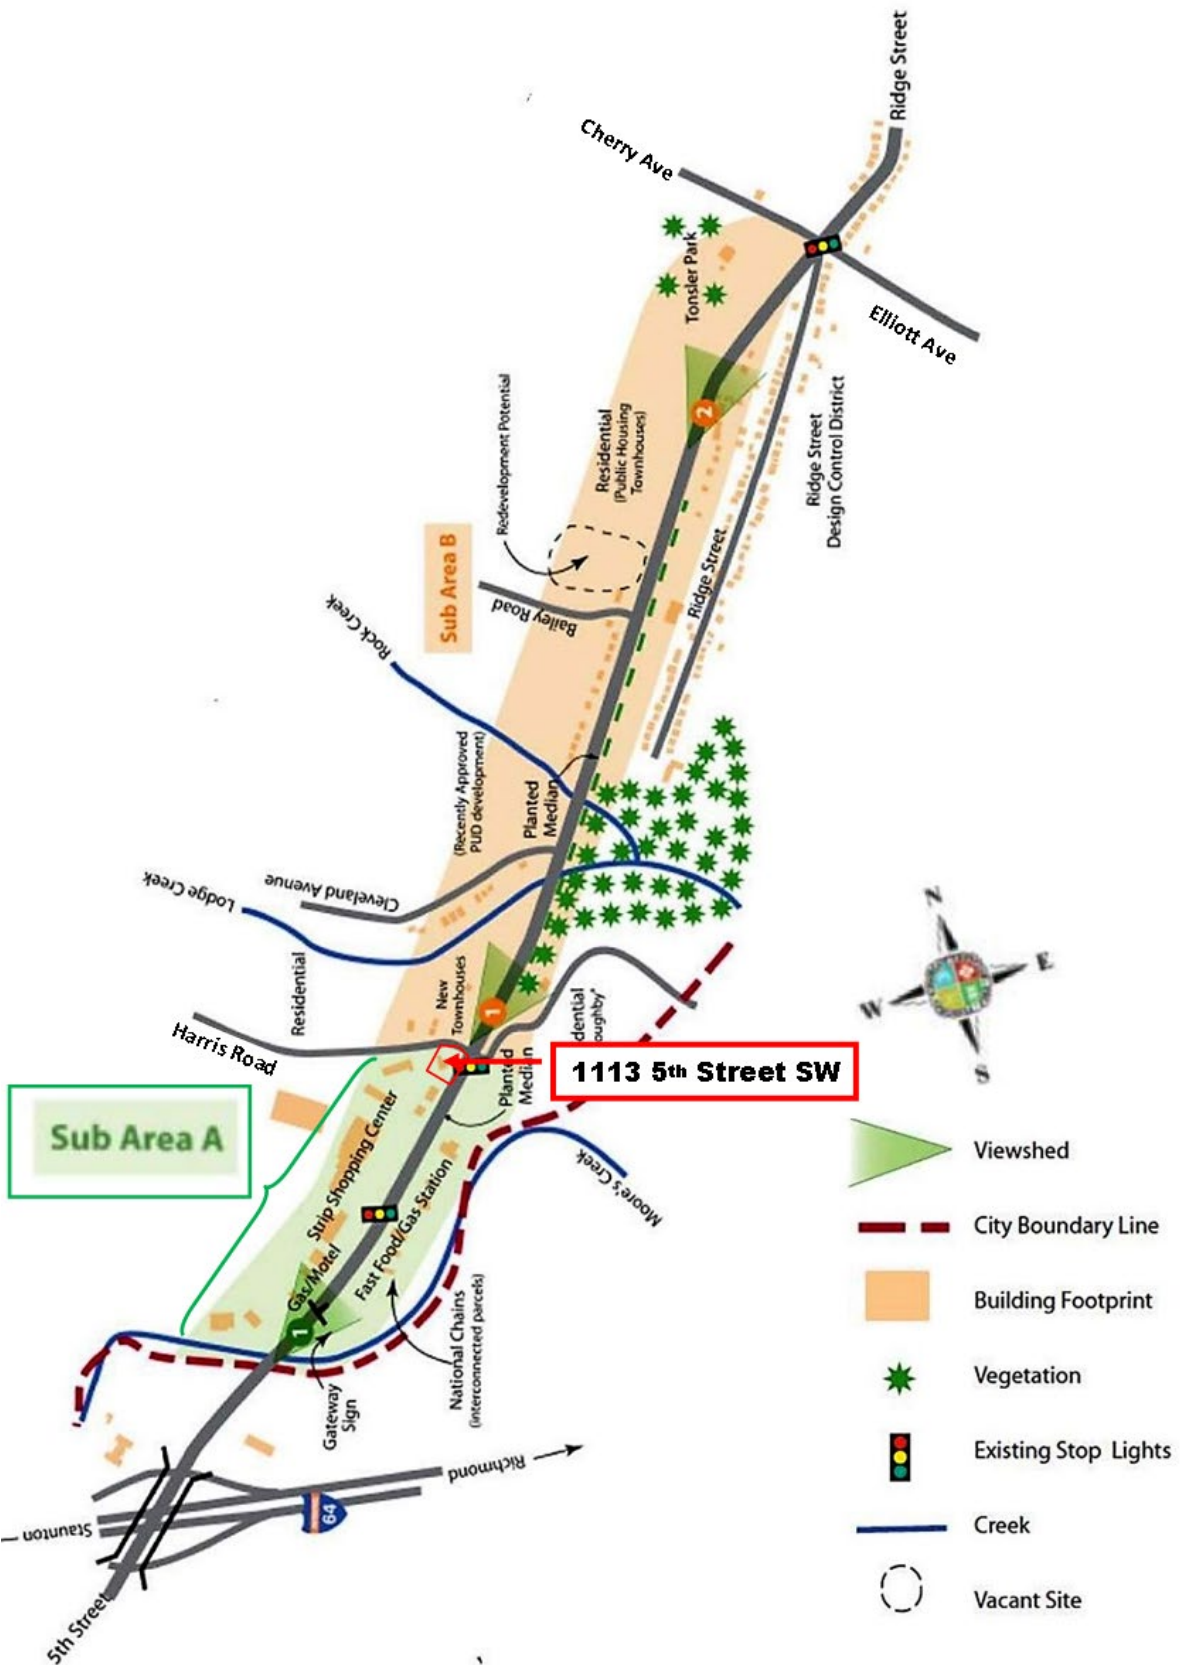 Ridge Street
Cherry Ave
Tonsler Park
Elliott Ave
Redevelopment Potential
Residential
(Public Housing
Townhouses)
Ridge Street
Design Control District
2
Sub Area B
Ridge Street
Bailey Road
Rock Creek
(Recently Approved
PUD development)
Planted
Median
Cleveland Avenue
Lodge Creek
Residential
New
Townhouses
N
E
W
S
1
Harris Road
dential
oughby"
1113 5th Street SW
Planted
Median
Sub Area A
Strip Shopping Center
Moore's Creek
Viewshed
City Boundary Line
Gas/Motel
Fast Food/Gas Station
1
National Chains
(interconnected parcels)
Gateway
Sign
Building Footprint
Vegetation
Existing Stop Lights
Richmond
64
Staunton
Creek
5th Street
Vacant Site